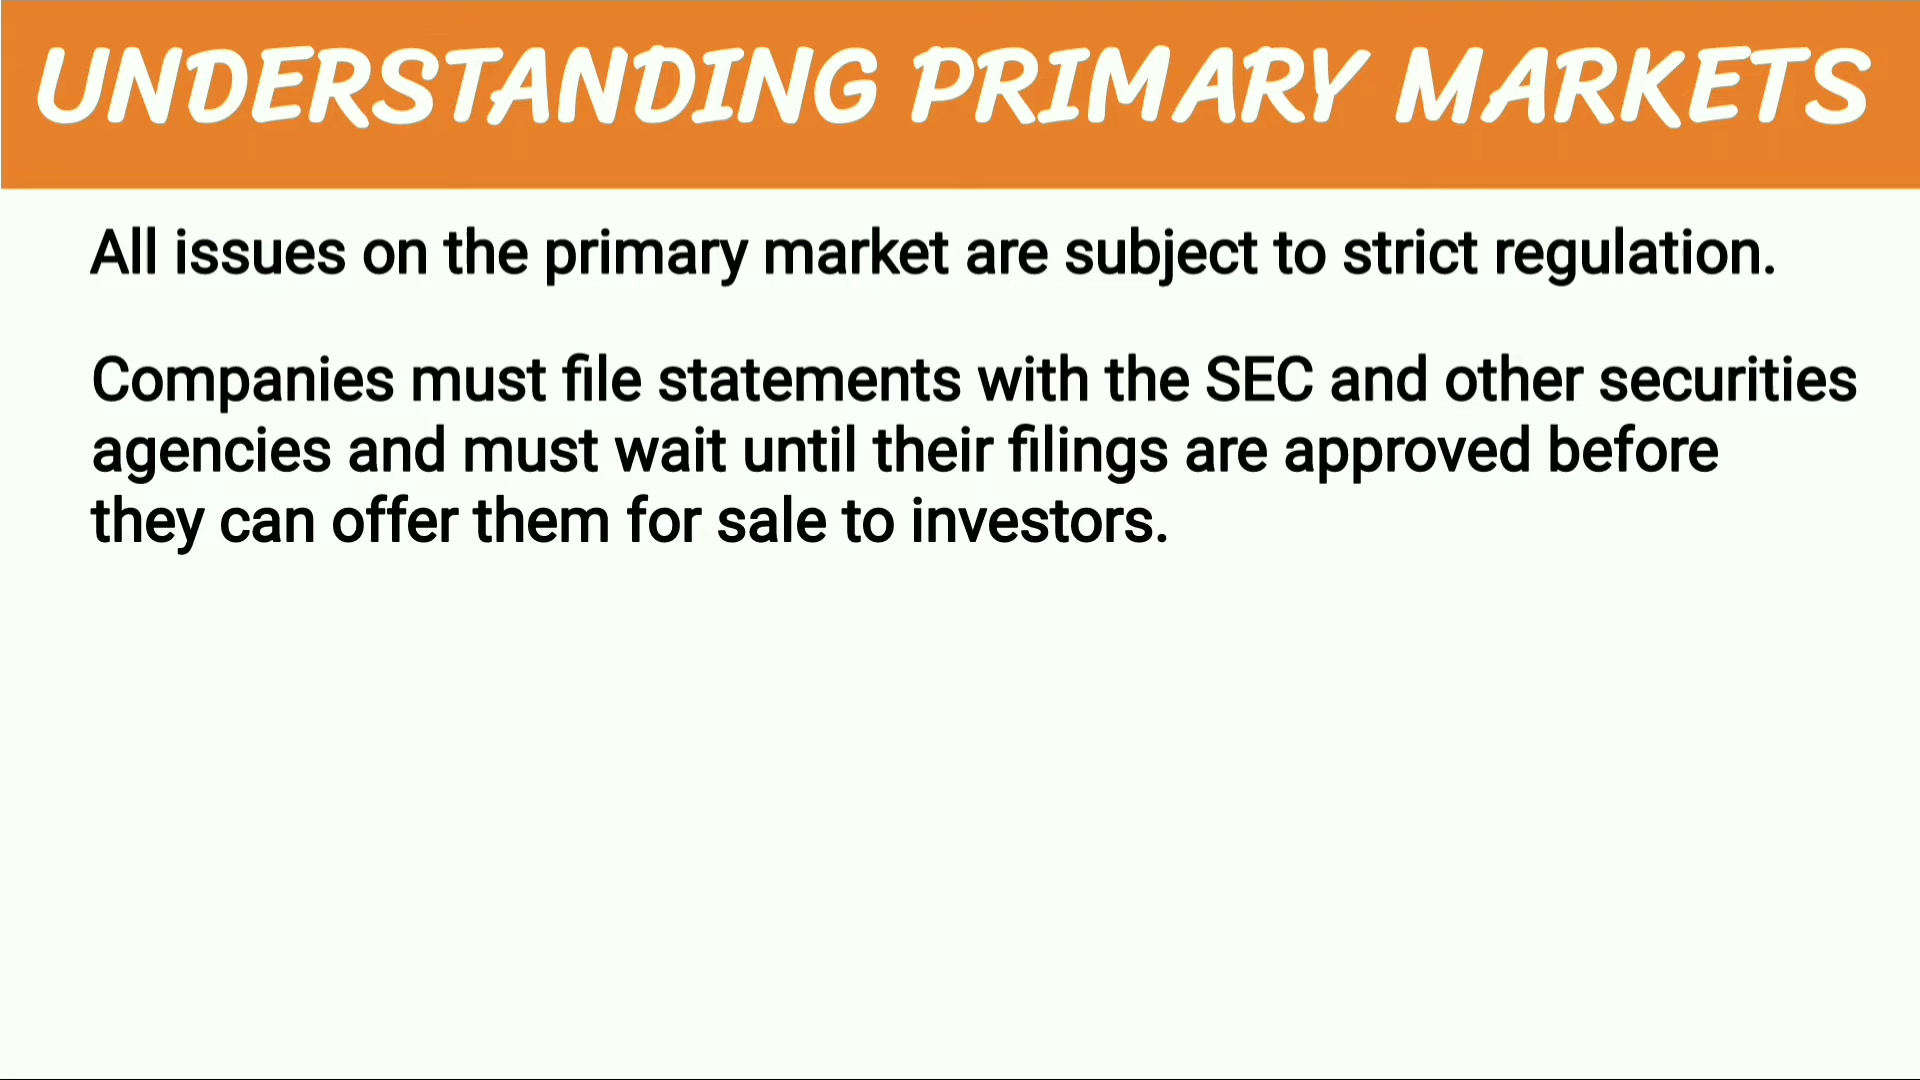 UNDERSTANDING PRIMARY MARKETS
All issues on the primary market are subject to strict regulation.
Companies must file statements with the SEC and other securities
agencies and must wait until their filings are approved before
they can offer them for sale to investors.